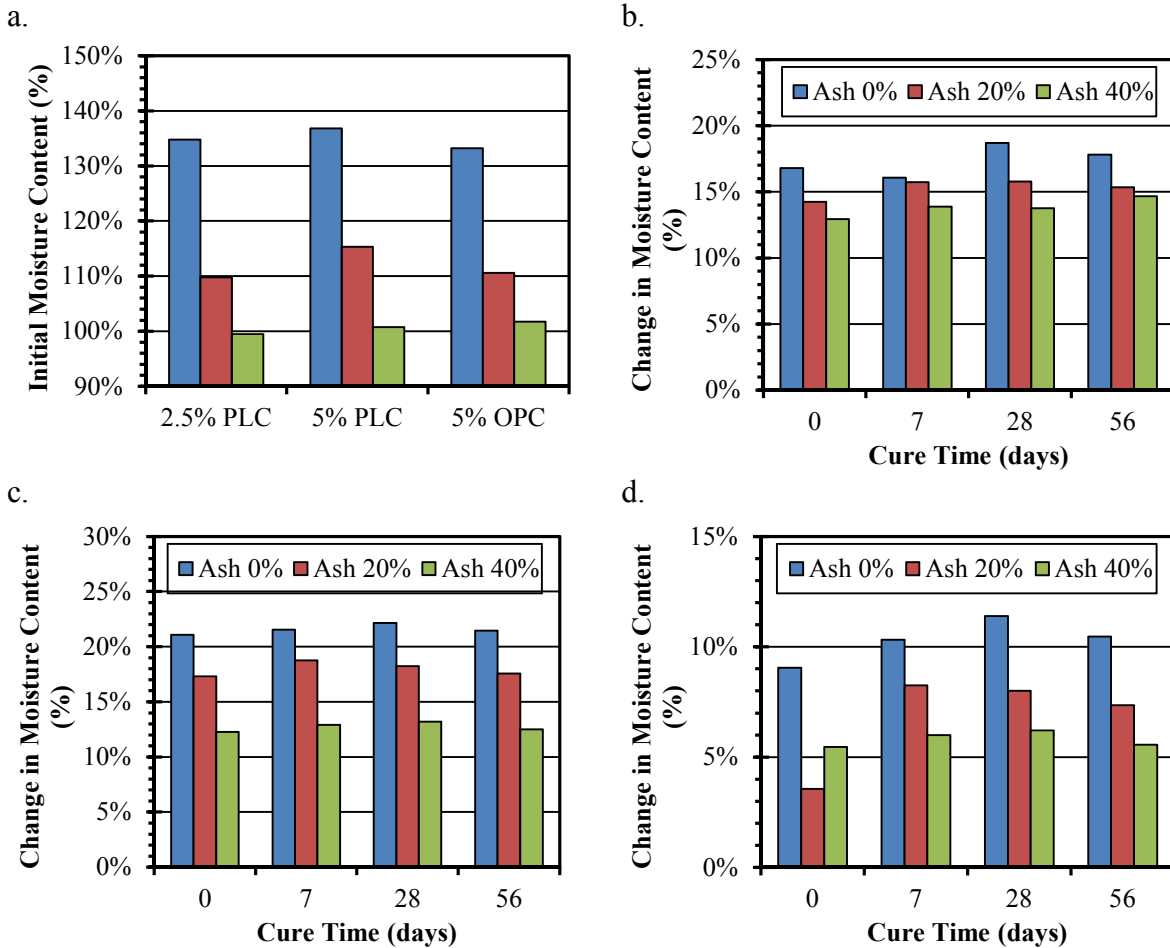 a.
150%
140%
130%
120%
110%
100%
90%
Initial Moisture Content (%)
2.5% PLC 5% PLC 5% OPC
b.
25%
20%
15%
10%
5%
0%
Change in Moisture Content
(%)
Ash 0% Ash 20% Ash 40%
0 7 28 56
Cure Time (days)
c.
30%
25%
20%
15%
10%
5%
0%
Change in Moisture Content
(%)
Ash 0% Ash 20% Ash 40%
0 7 28 56
Cure Time (days)
d.
15%
10%
5%
0%
Change in Moisture Content
(%)
Ash 0% Ash 20% Ash 40%
0 7 28 56
Cure Time (days)